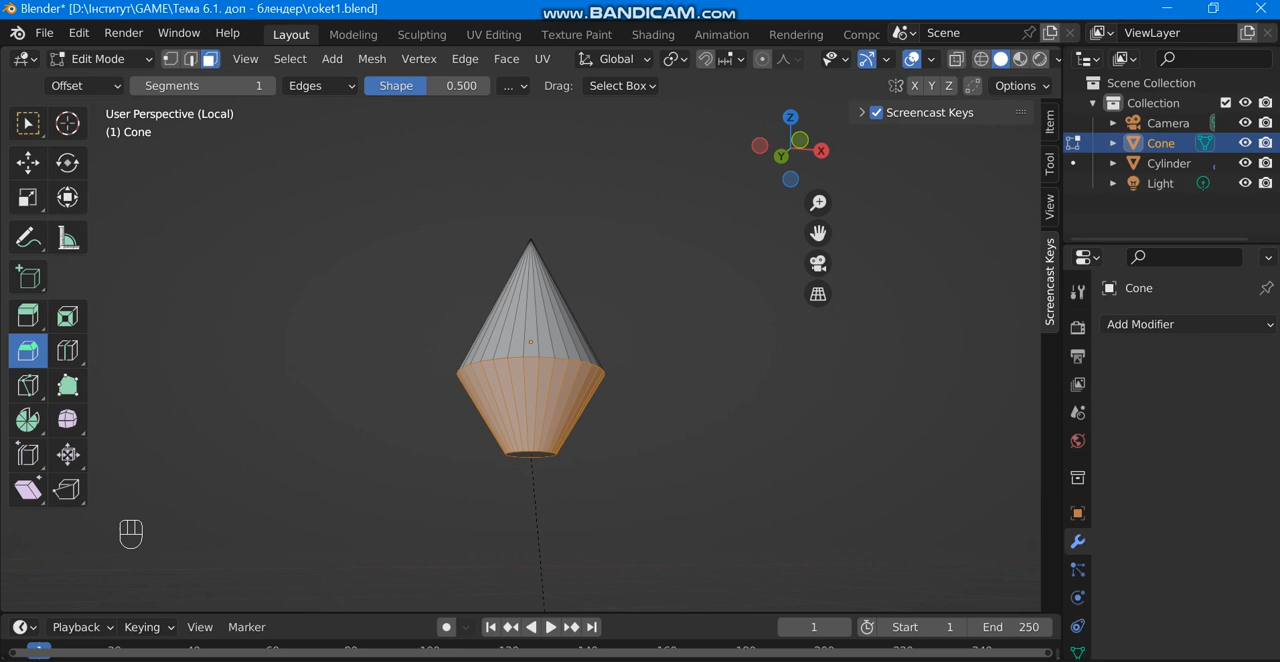 Blender* [D:\Інститут\GAME\Тема 6.1. доп - блендер\roket1.blend]
www.BANDICAM.com
File Edit Render Window Help Layout Modeling Sculpting UV Editing Texture Paint Shading Animation Rendering Compc Scene ViewLayer
Edit Mode View Select Add Mesh Vertex Edge Face UV Global
Offset Segments 1 Edges Shape 0.500 ... Drag: Select Box X Y Z Options
User Perspective (Local)
(1) Cone
Screencast Keys
Z
X
Y
Item
Tool
View
Screencast Keys
Scene Collection
Collection
Camera
Cone
Cylinder
Light
Cone
Add Modifier
Playback Keying View Marker 1 Start 1 End 250
1